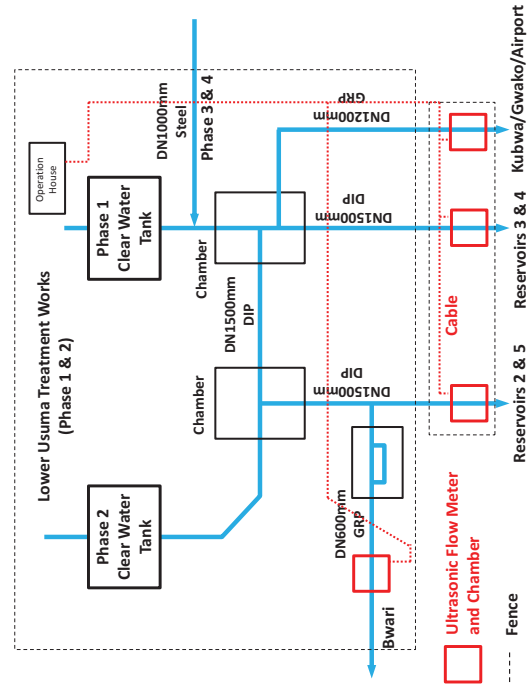 Lower Usuma Treatment Works
(Phase 1 & 2)
Operation
House
Phase 2
Clear Water
Tank
Phase 1
Clear Water
Tank
DN1000mm
Steel
Phase 3 & 4
Chamber
Chamber
DN1500mm
DIP
DN1500mm
DIP
DN1500mm
DIP
DN1200mm
GRP
DN600mm
GRP
Bwari
Cable
Reservoirs 2 & 5
Reservoirs 3 & 4
Kubwa/Gwako/Airport
Ultrasonic Flow Meter
and Chamber
Fence